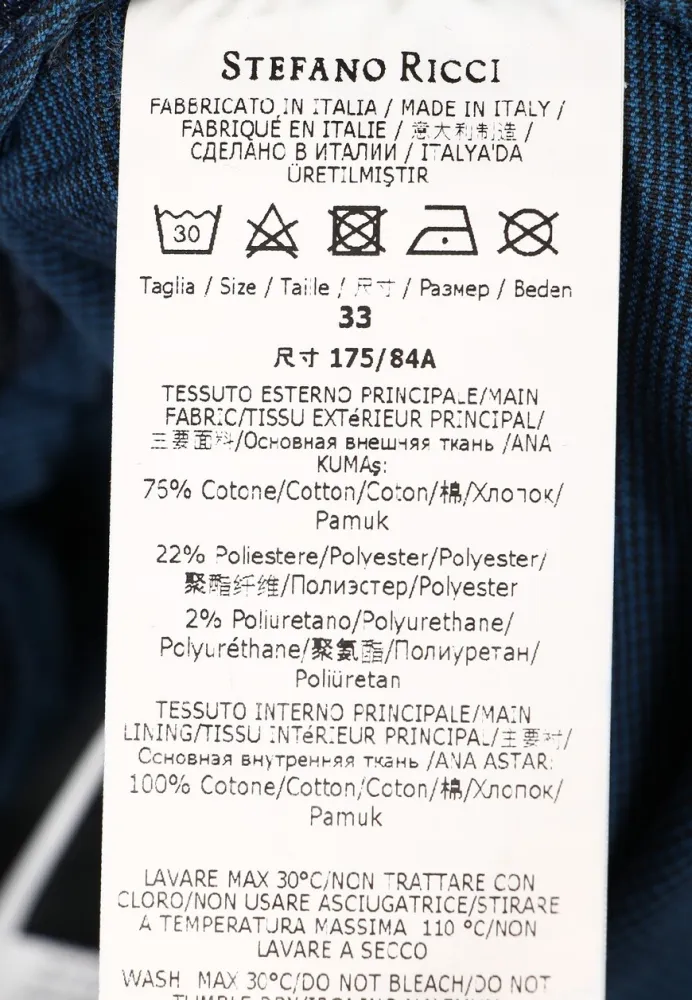 STEFANO RICCI
FABBRICATO IN ITALIA / MADE IN ITALY /
FABRIQUÉ EN ITALIE / 意大利制造 /
СДЕЛАНО В ИТАЛИИ / ITALYA'DA
ÜRETILMIŞTIR
30
Taglia / Size / Taille / 尺寸 / Размер / Beden
33
尺寸 175/84A
TESSUTO ESTERNO PRINCIPALE/MAIN
FABRIC/TISSU EXTéRIEUR PRINCIPAL/
主要面料/Основная внешняя ткань /ANA
KUMAş:
75% Cotone/Cotton/Coton/棉/Хлопок/
Pamuk
22% Poliestere/Polyester/Polyester/
聚酯纤维/Полиэстер/Polyester
2% Poliuretano/Polyurethane/
Polyuréthane/聚氨酯/Полиуретан/
Poliüretan
TESSUTO INTERNO PRINCIPALE/MAIN
LINING/TISSU INTéRIEUR PRINCIPAL/主要衬/
Основная внутренняя ткань /ANA ASTAR:
100% Cotone/Cotton/Coton/棉/Хлопок/
Pamuk
LAVARE MAX 30°C/NON TRATTARE CON
CLORO/NON USARE ASCIUGATRICE/STIRARE
A TEMPERATURA MASSIMA 110 °C/NON
LAVARE A SECCO
WASH MAX 30°C/DO NOT BLEACH/DO NOT